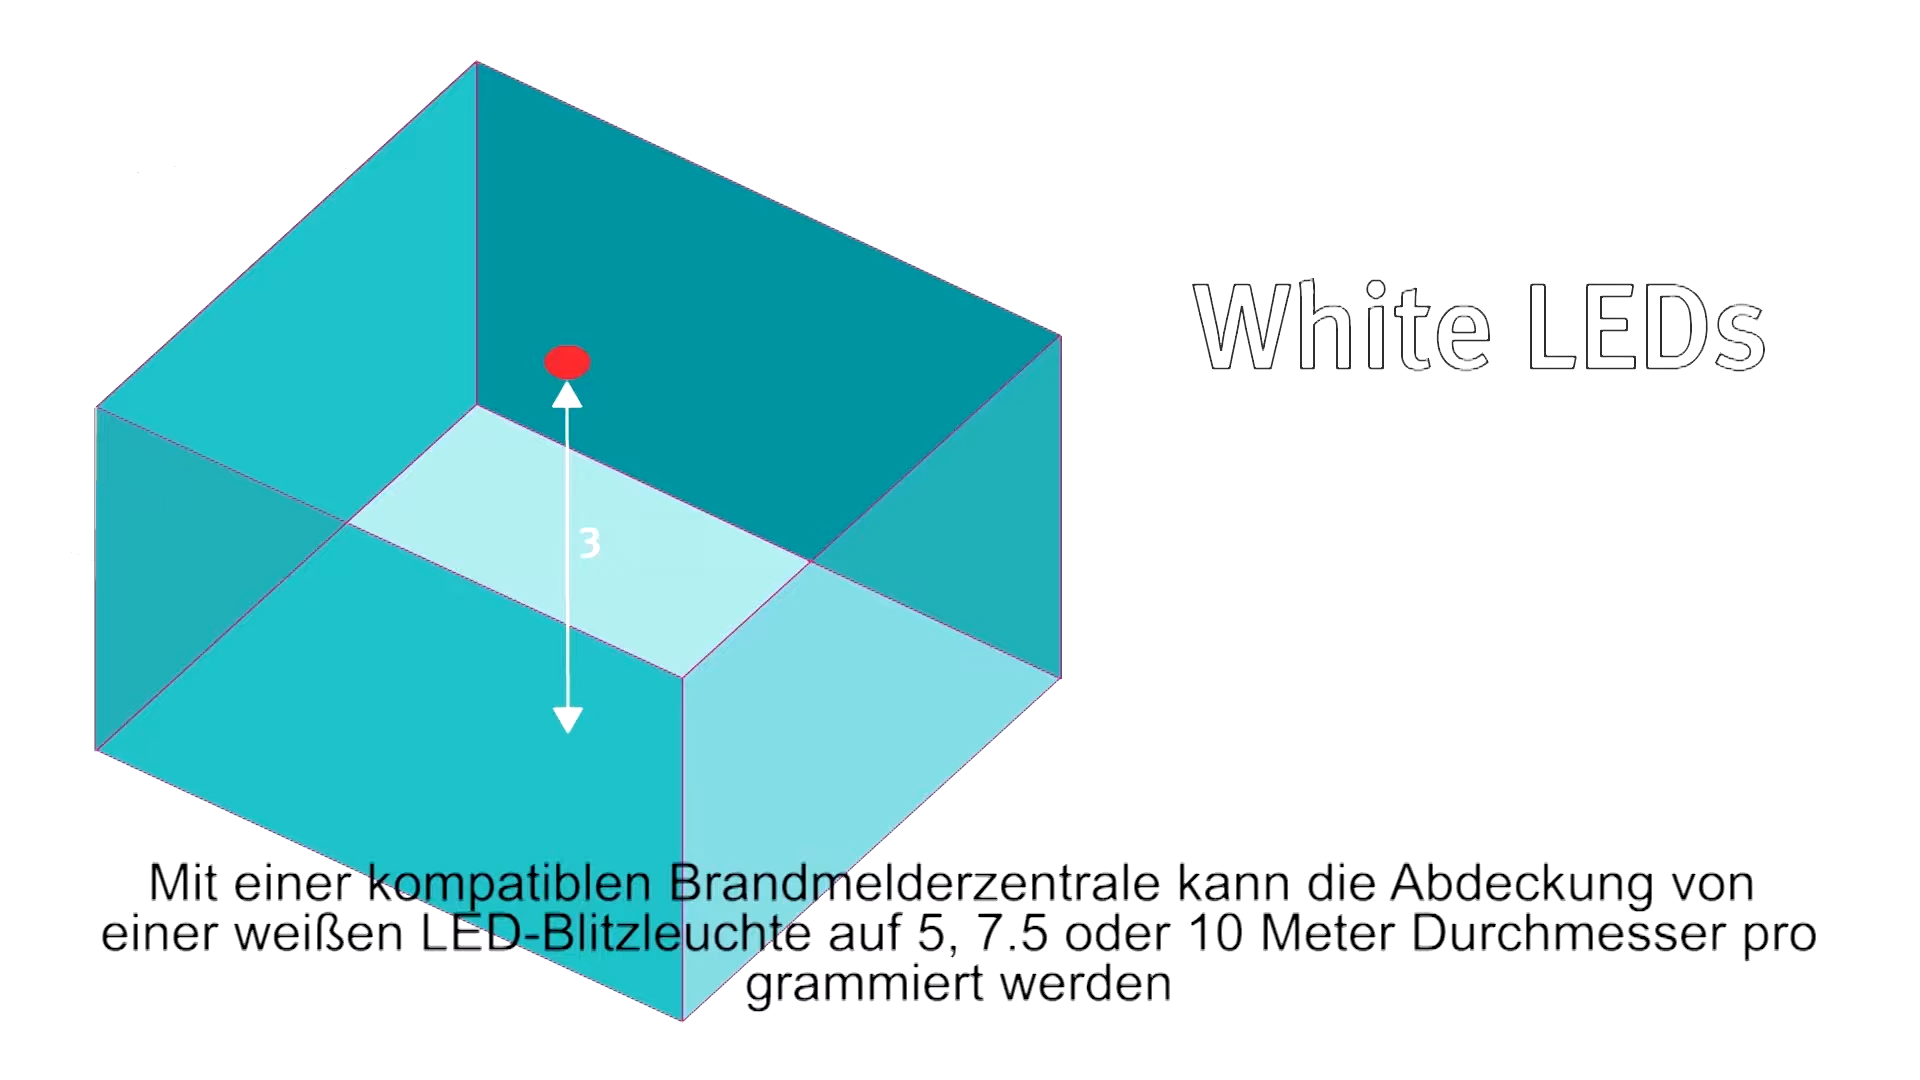 White LEDs
3
Mit einer kompatiblen Brandmelderzentrale kann die Abdeckung von
einer weißen LED-Blitzleuchte auf 5, 7.5 oder 10 Meter Durchmesser pro
grammiert werden